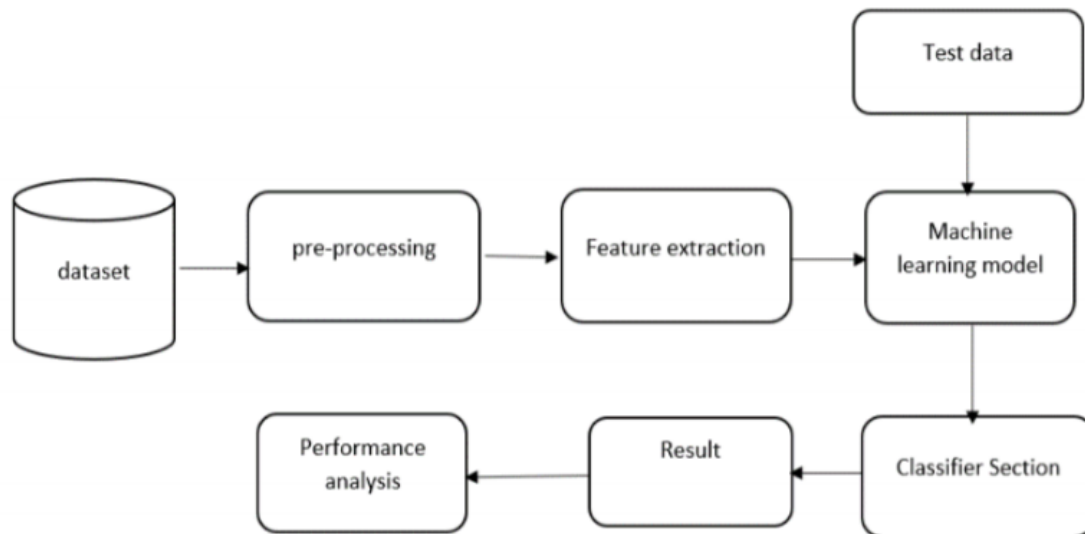 Test data
dataset
pre-processing
Feature extraction
Machine
learning model
Performance
analysis
Result
Classifier Section